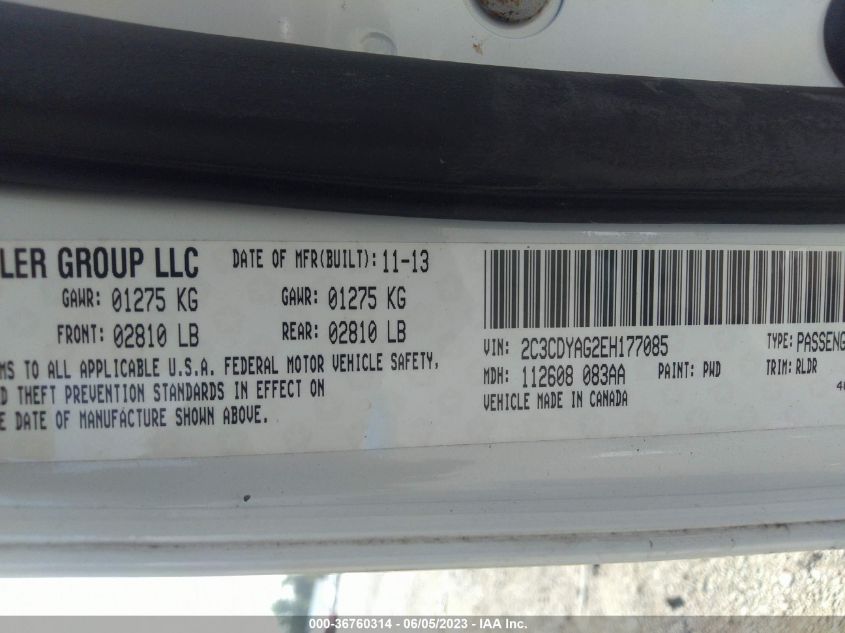 LER GROUP LLC
DATE OF MFR(BUILT): 11-13
GAWR: 01275 KG
GAWR: 01275 KG
FRONT: 02810 LB
REAR: 02810 LB
MS TO ALL APPLICABLE U.S.A. FEDERAL MOTOR VEHICLE SAFETY,
D THEFT PREVENTION STANDARDS IN EFFECT ON
E DATE OF MANUFACTURE SHOWN ABOVE.
VIN: 2C3CDYAG2EH177085
TYPE: PASSENG
MDH: 112608 083AA
PAINT: PWD
TRIM: RLDR
VEHICLE MADE IN CANADA
000-36760314 - 06/05/2023 - IAA Inc.